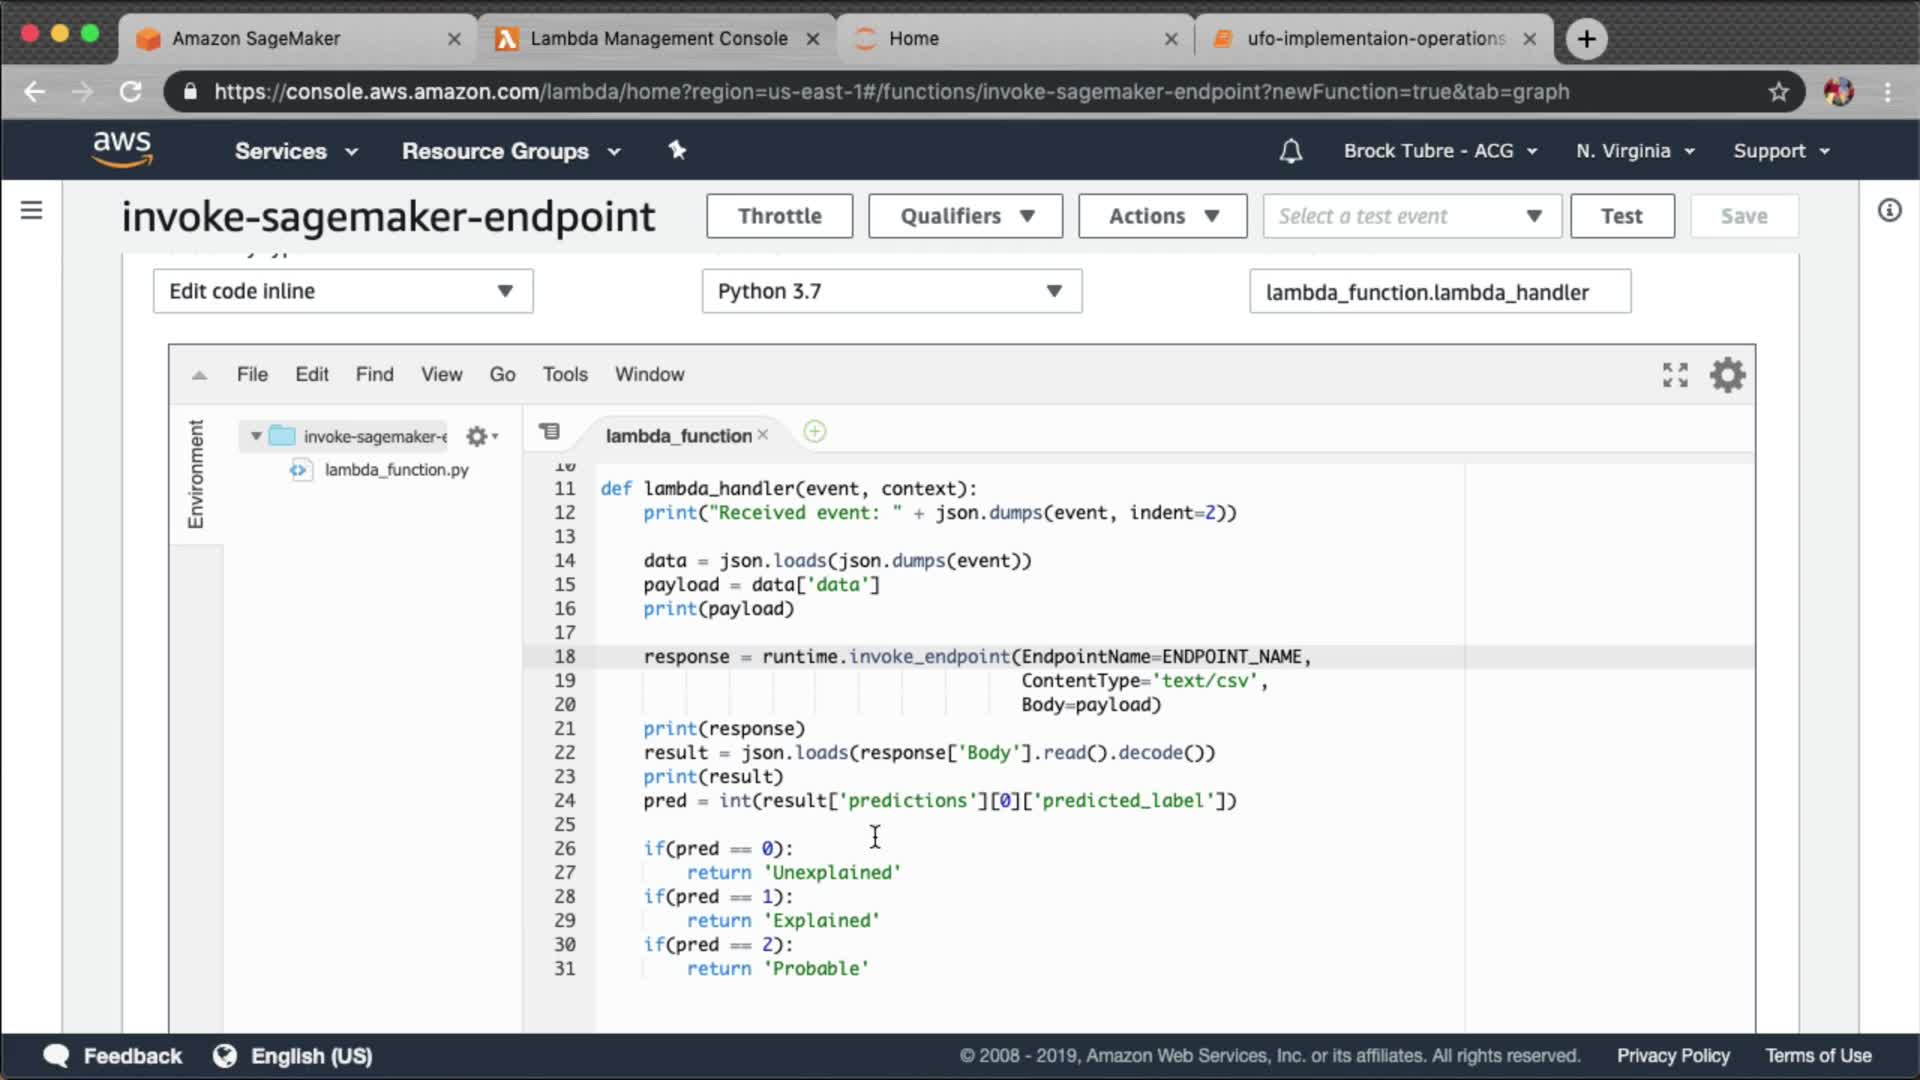 Amazon SageMaker
Lambda Management Console
Home
ufo-implementaion-operations
https://console.aws.amazon.com/lambda/home?region=us-east-1#/functions/invoke-sagemaker-endpoint?newFunction=true&tab=graph
aws
Services
Resource Groups
Brock Tubre - ACG
N. Virginia
Support
invoke-sagemaker-endpoint
Throttle
Qualifiers
Actions
Select a test event
Test
Save
Edit code inline
Python 3.7
lambda_function.lambda_handler
File Edit Find View Go Tools Window
Environment
invoke-sagemaker-e
lambda_function.py
lambda_function
10
11 def lambda_handler(event, context):
12     print("Received event: " + json.dumps(event, indent=2))
13
14     data = json.loads(json.dumps(event))
15     payload = data['data']
16     print(payload)
17
18     response = runtime.invoke_endpoint(EndpointName=ENDPOINT_NAME,
19                                        ContentType='text/csv',
20                                        Body=payload)
21     print(response)
22     result = json.loads(response['Body'].read().decode())
23     print(result)
24     pred = int(result['predictions'][0]['predicted_label'])
25
26     if(pred == 0):
27         return 'Unexplained'
28     if(pred == 1):
29         return 'Explained'
30     if(pred == 2):
31         return 'Probable'
Feedback
English (US)
© 2008 - 2019, Amazon Web Services, Inc. or its affiliates. All rights reserved.
Privacy Policy
Terms of Use